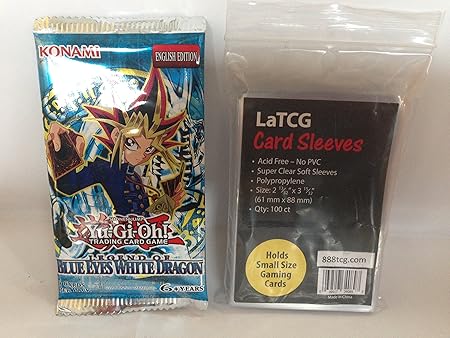 KONAMI
ENGLISH EDITION
Yu-Gi-Oh!
TRADING CARD GAME
LEGEND OF
BLUE EYES WHITE DRAGON
6+ YEARS
LaTCG
Card Sleeves
• Acid Free – No PVC
• Super Clear Soft Sleeves
• Polypropylene
(61 mm x 88 mm)
• Qty: 100 ct
Holds
Small Size
Gaming
Cards
888tcg.com
Made in China